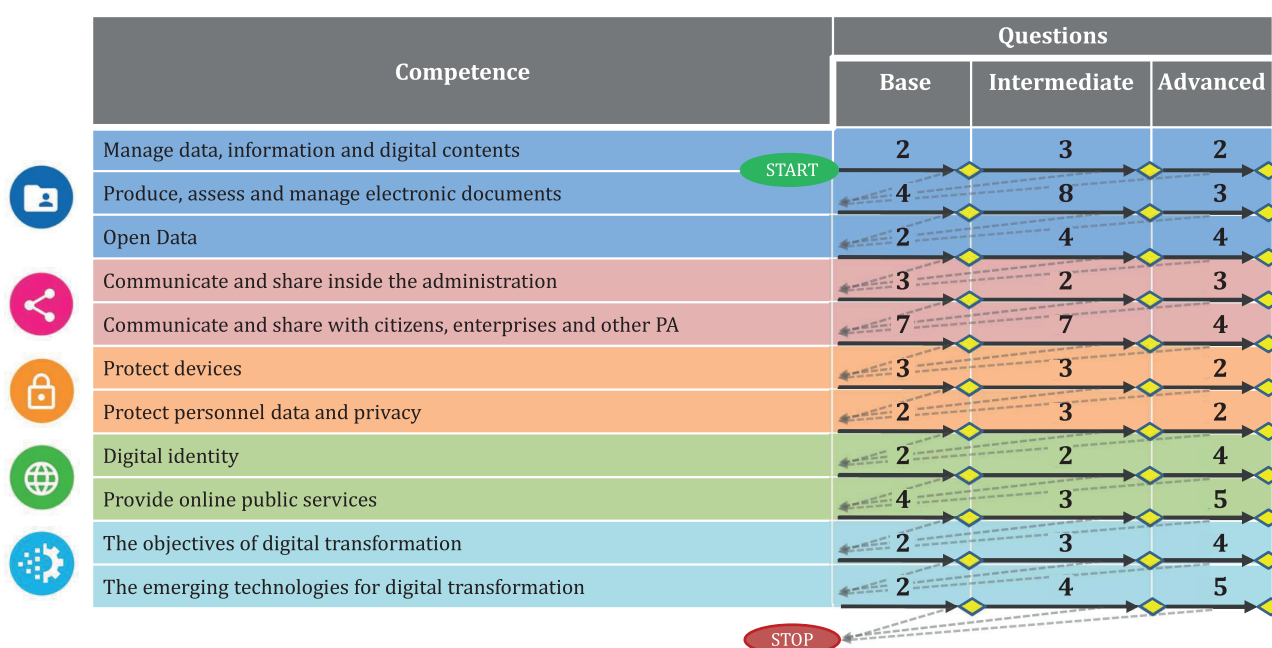 Competence
Questions
Base Intermediate Advanced
Manage data, information and digital contents 2 3 2
START
Produce, assess and manage electronic documents 4 8 3
Open Data 2 4 4
Communicate and share inside the administration 3 2 3
Communicate and share with citizens, enterprises and other PA 7 7 4
Protect devices 3 3 2
Protect personnel data and privacy 2 3 2
Digital identity 2 2 4
Provide online public services 4 3 5
The objectives of digital transformation 2 3 4
The emerging technologies for digital transformation 2 4 5
STOP